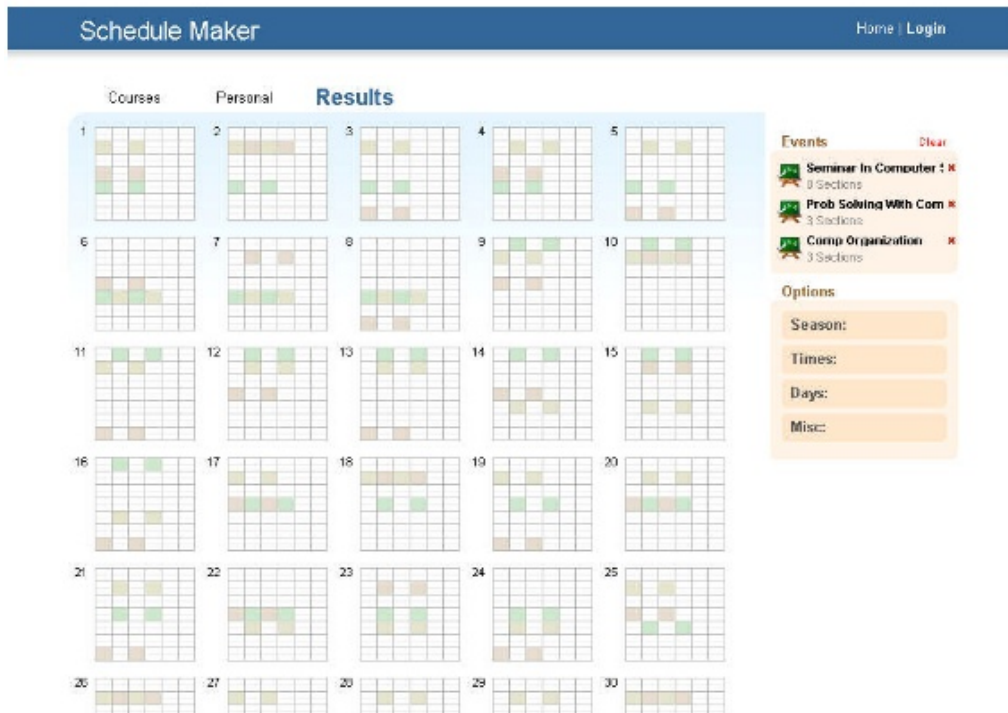 Schedule Maker
Home | Login
Courses Personal Results
1 2 3 4 5
6 7 8 9 10
11 12 13 14 15
16 17 18 19 20
21 22 23 24 25
26 27 28 29 30
Events Clear
Seminar In Computer
Sections
Prob Solving With Com
3 Sections
Comp Organization
3 Sections
Options
Season:
Times:
Days:
Misc: